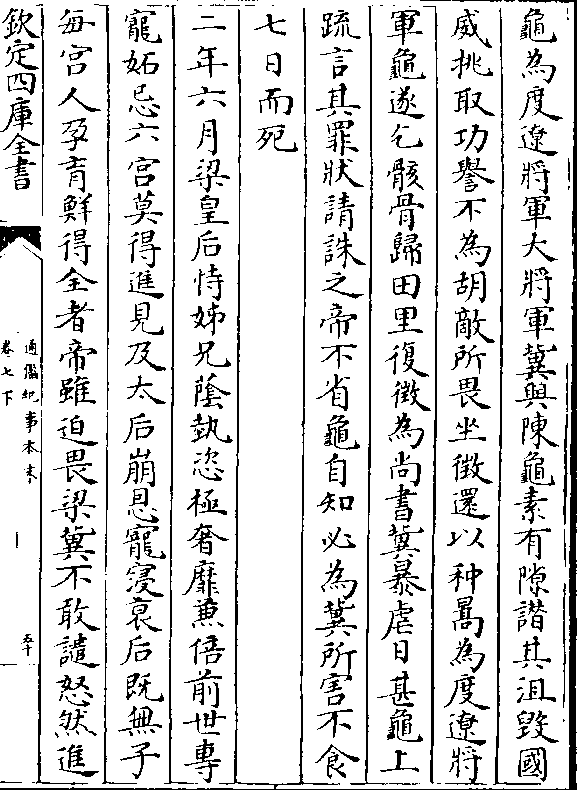 龜為度遼將軍大將軍冀與陳龜素有隙譛其沮毀國
威挑取功譽不為胡敵所畏坐徵還以种暠為度遼將
軍龜遂乞骸骨歸田里復徵為尚書冀暴虐日甚龜上
疏言其罪狀請誅之帝不省龜自知必為冀所害不食
七日而死
二年六月梁皇后恃姊兄蔭埶恣極奢靡兼倍前世専
寵妬忌六宫莫得進見及太后崩恩寵寖衰后既無子
每宫人孕育鮮得全者帝雖迫畏梁冀不敢譴怒然進
欽定四庫全書
通鑑紀事本末
卷七下
五十